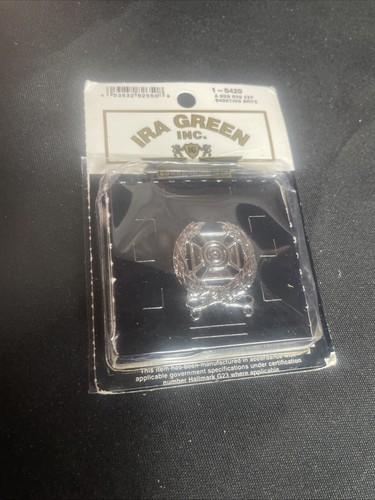 1-5420
IRA GREEN
INC.
IG
This item has been manufactured in accordance with
applicable government specifications under certification
number Hallmark G23 where applicable